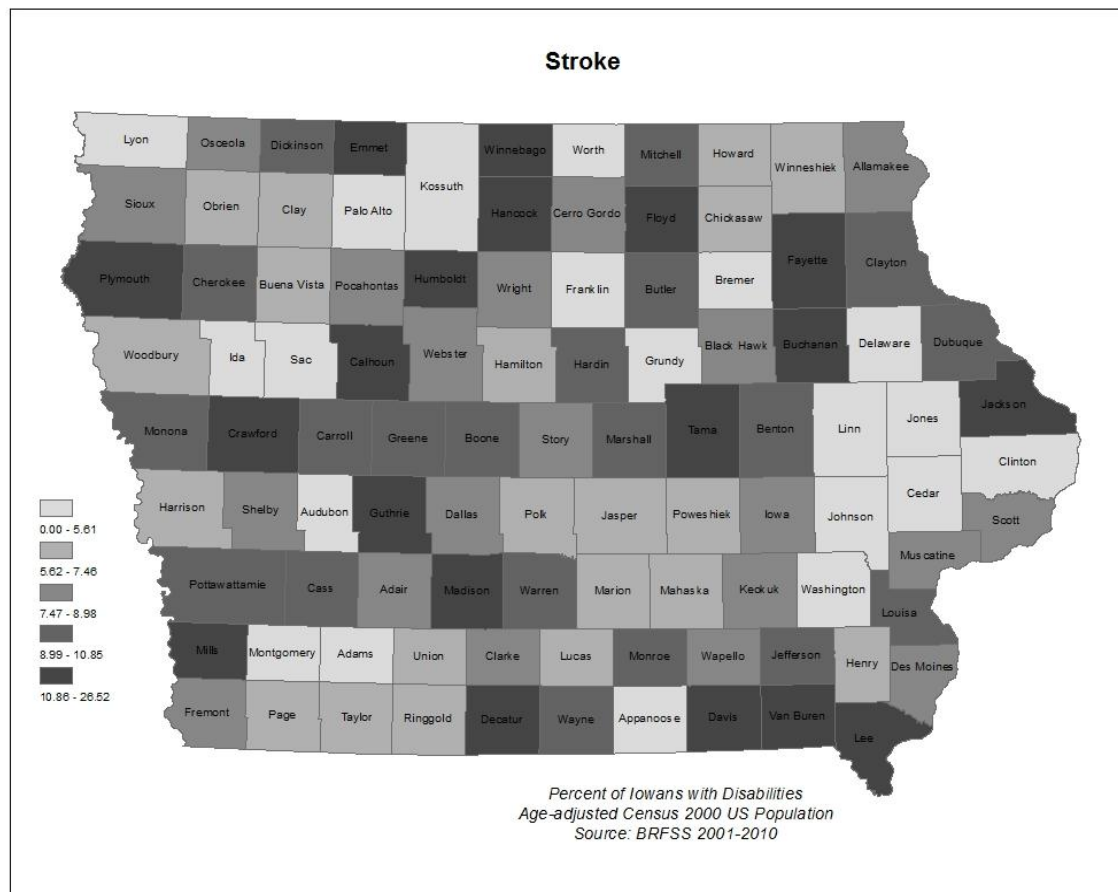 Stroke
Lyon
Osceola
Dickinson
Emmet
Kossuth
Winnebago
Worth
Mitchell
Howard
Winneshiek
Allamakee
Sioux
Obrien
Clay
Palo Alto
Hancock
Cerro Gordo
Floyd
Chickasaw
Plymouth
Cherokee
Buena Vista
Pocahontas
Humboldt
Wright
Franklin
Butler
Bremer
Fayette
Clayton
Woodbury
Ida
Sac
Calhoun
Webster
Hamilton
Hardin
Grundy
Black Hawk
Buchanan
Delaware
Dubuque
Monona
Crawford
Carroll
Greene
Boone
Story
Marshall
Tama
Benton
Linn
Jones
Jackson
Clinton
Harrison
Shelby
Audubon
Guthrie
Dallas
Polk
Jasper
Poweshiek
Iowa
Johnson
Cedar
Scott
Muscatine
Pottawattamie
Cass
Adair
Madison
Warren
Marion
Mahaska
Keokuk
Washington
Louisa
Mills
Montgomery
Adams
Union
Clarke
Lucas
Monroe
Wapello
Jefferson
Henry
Des Moines
Fremont
Page
Taylor
Ringgold
Decatur
Wayne
Appanoose
Davis
Van Buren
Lee
0.00 - 5.61
5.62 - 7.46
7.47 - 8.98
8.99 - 10.85
10.86 - 26.52
Percent of Iowans with Disabilities
Age-adjusted Census 2000 US Population
Source: BRFSS 2001-2010